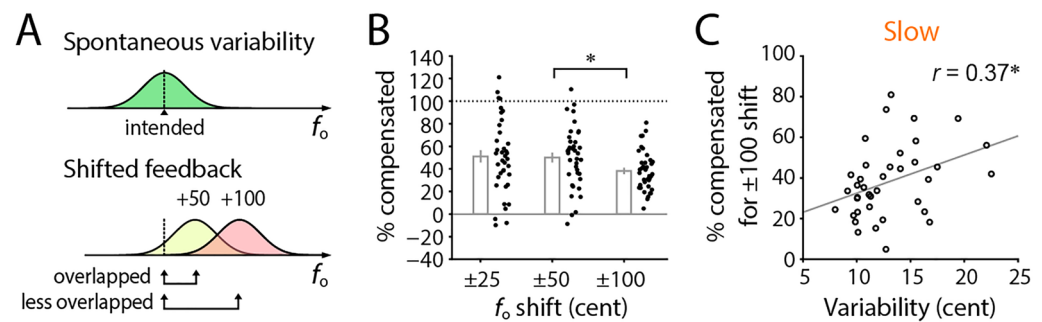 A
Spontaneous variability
intended
fo
Shifted feedback
+50 +100
fo
overlapped
less overlapped
B
% compensated
140
120
100
80
60
40
20
0
−20
−40
*
±25 ±50 ±100
fo shift (cent)
C
Slow
% compensated
for ±100 shift
100
80
60
40
20
0
r = 0.37*
5 10 15 20 25
Variability (cent)